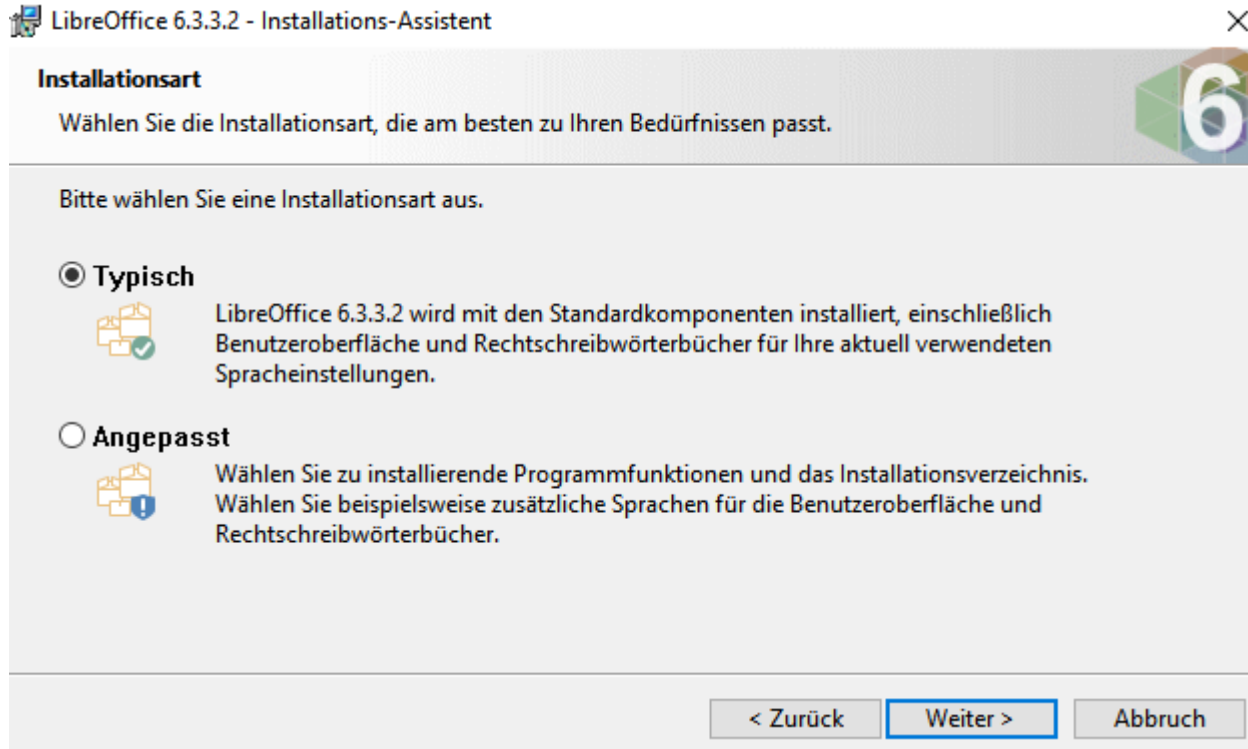 LibreOffice 6.3.3.2 - Installations-Assistent
Installationsart
Wählen Sie die Installationsart, die am besten zu Ihren Bedürfnissen passt.
6
Bitte wählen Sie eine Installationsart aus.
Typisch
LibreOffice 6.3.3.2 wird mit den Standardkomponenten installiert, einschließlich
Benutzeroberfläche und Rechtschreibwörterbücher für Ihre aktuell verwendeten
Spracheinstellungen.
Angepasst
Wählen Sie zu installierende Programmfunktionen und das Installationsverzeichnis.
Wählen Sie beispielsweise zusätzliche Sprachen für die Benutzeroberfläche und
Rechtschreibwörterbücher.
< Zurück
Weiter >
Abbruch